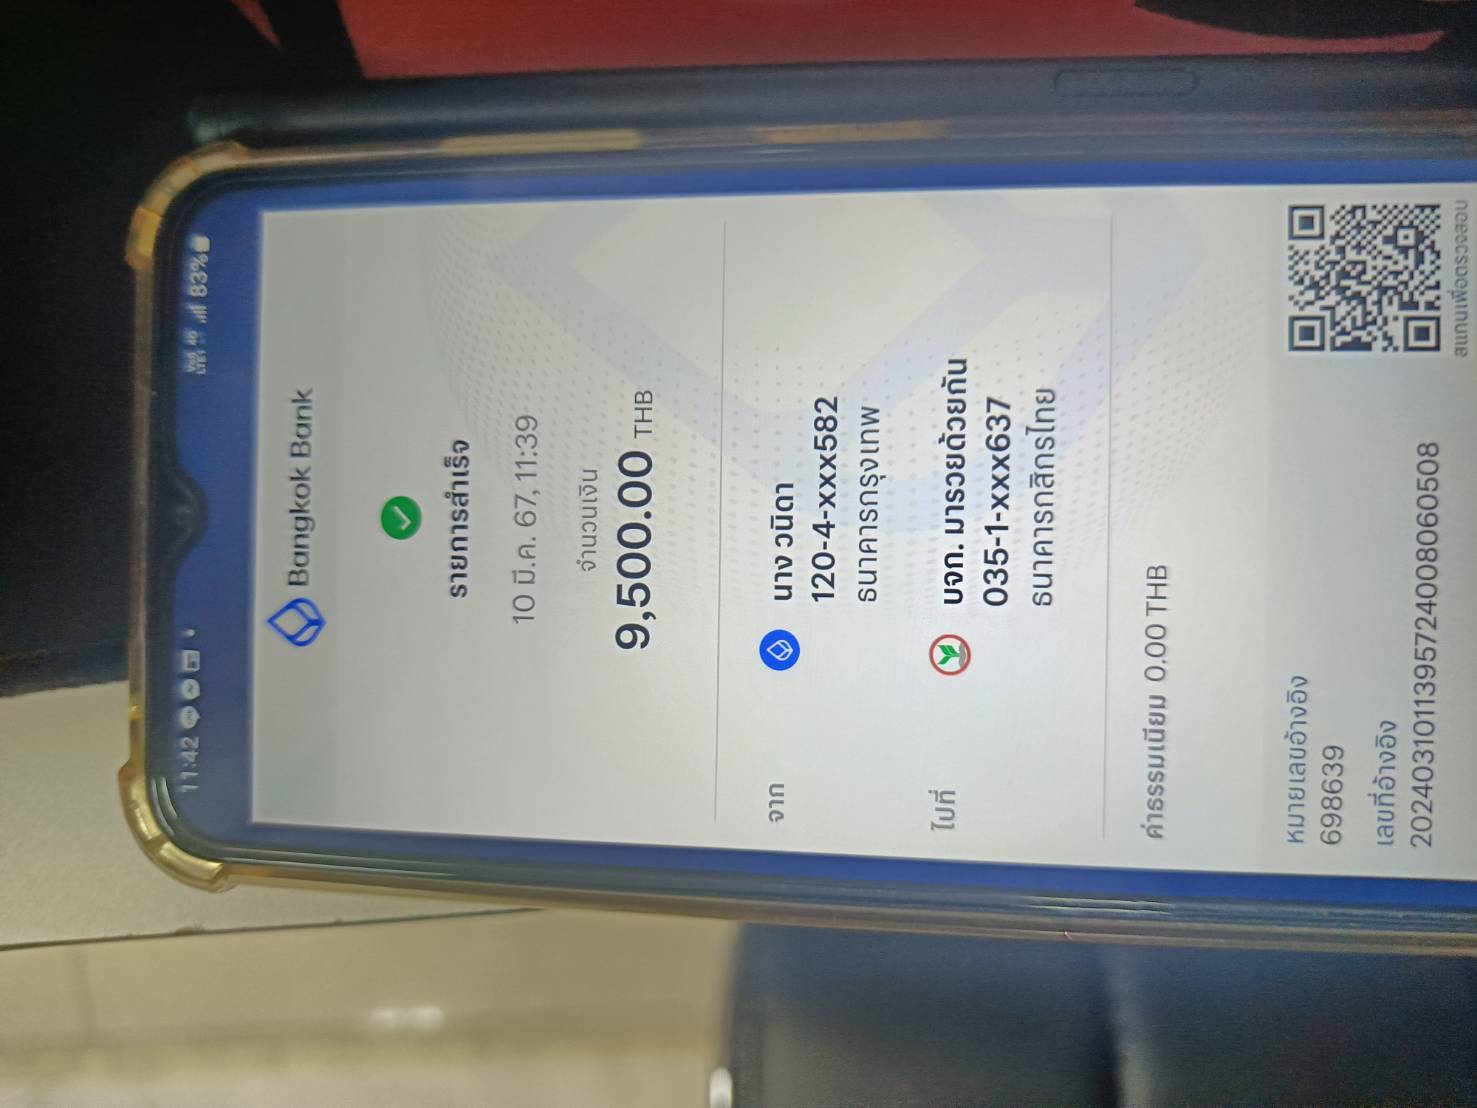 11:42
83%
Bangkok Bank
รายการสำเร็จ
10 มี.ค. 67, 11:39
จำนวนเงิน
9,500.00 THB
จาก
นาง วนิดา
120-4-xxx582
ธนาคารกรุงเทพ
ไปที่
บจก. มารวยด้วยกัน
035-1-xxx637
ธนาคารกสิกรไทย
ค่าธรรมเนียม 0.00 THB
หมายเลขอ้างอิง
698639
เลขที่อ้างอิง
2024031011395724008060508
สแกนเพื่อตรวจสอบ